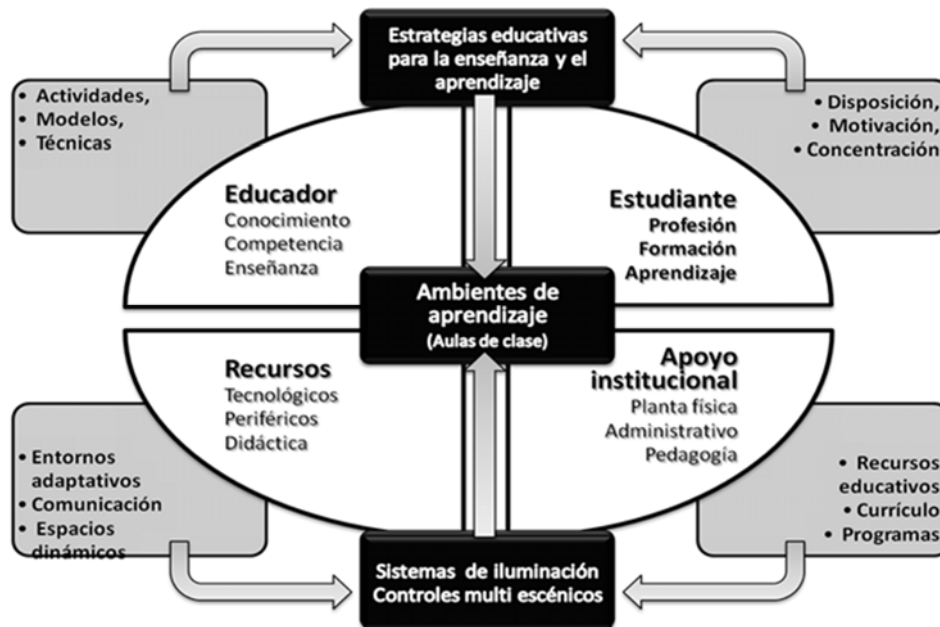 Estrategias educativas
para la enseñanza y el
aprendizaje
• Actividades,
• Modelos,
• Técnicas
• Disposición,
• Motivación,
• Concentración
Educador
Conocimiento
Competencia
Enseñanza
Estudiante
Profesión
Formación
Aprendizaje
Ambientes de
aprendizaje
(Aulas de clase)
Recursos
Tecnológicos
Periféricos
Didáctica
Apoyo
institucional
Planta física
Administrativo
Pedagogía
• Entornos
adaptativos
• Comunicación
• Espacios
dinámicos
• Recursos
educativos
• Currículo
• Programas
Sistemas de iluminación
Controles multi escénicos